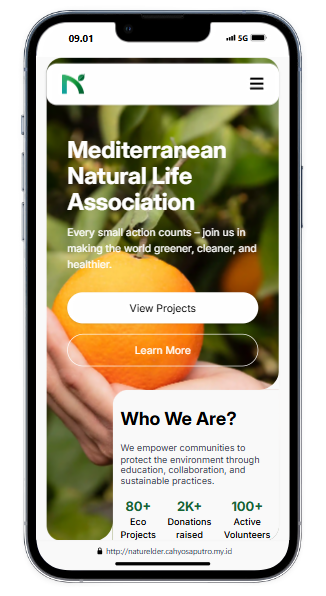 09.01
5G
Mediterranean
Natural Life
Association
Every small action counts – join us in
making the world greener, cleaner, and
healthier.
View Projects
Learn More
Who We Are?
We empower communities to
protect the environment through
education, collaboration, and
sustainable practices.
80+ 2K+ 100+
Eco Donations Active
Projects raised Volunteers
http://naturelder.cahyosaputro.my.id